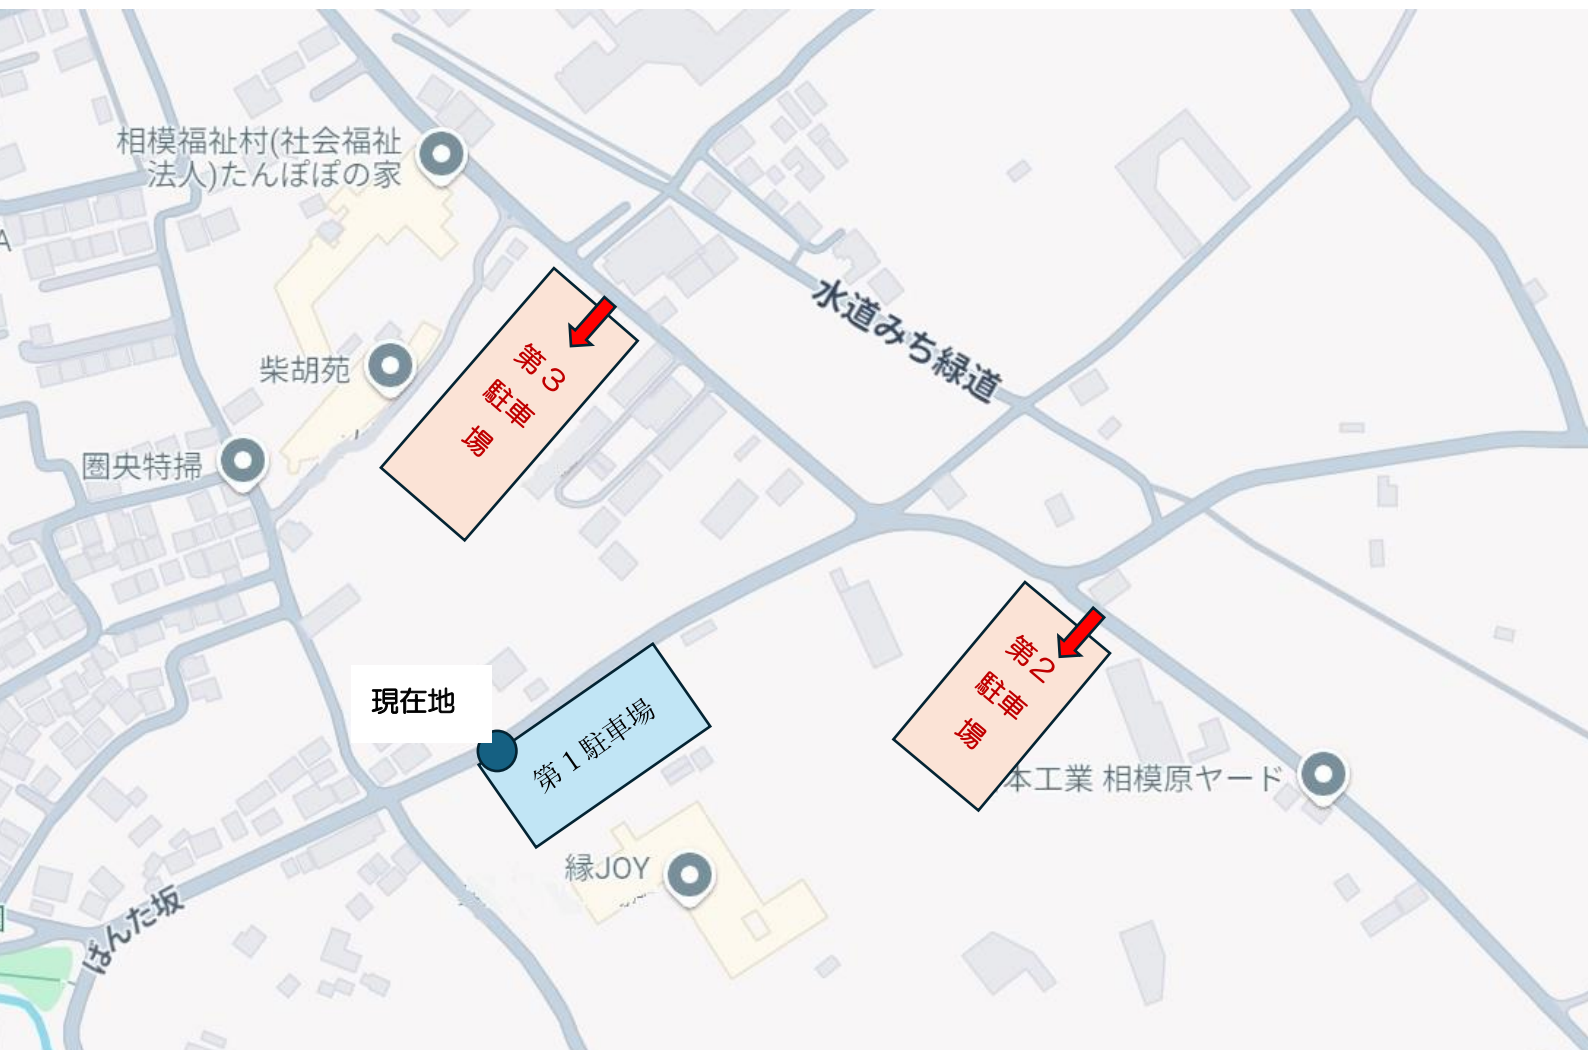 相模福祉村(社会福祉
法人)たんぽぽの家
水道みち緑道
第3
駐車
場
柴胡苑
圏央特掃
現在地
第1駐車場
第2
駐車
場
本工業 相模原ヤード
縁JOY
ばんた坂